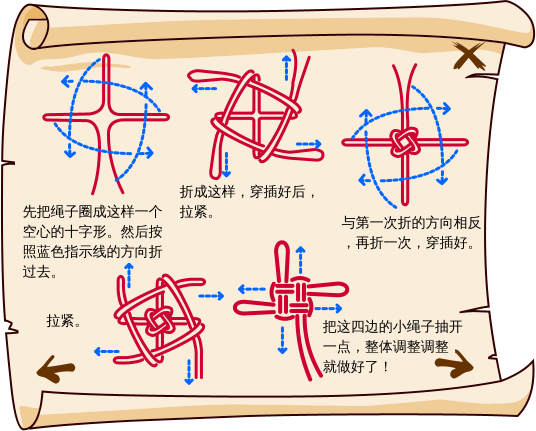 先把绳子圈成这样一个
空心的十字形。然后按
照蓝色指示线的方向折
过去。
折成这样，穿插好后，
拉紧。
与第一次折的方向相反
，再折一次，穿插好。
拉紧。
把这四边的小绳子抽开
一点，整体调整调整
就做好了！